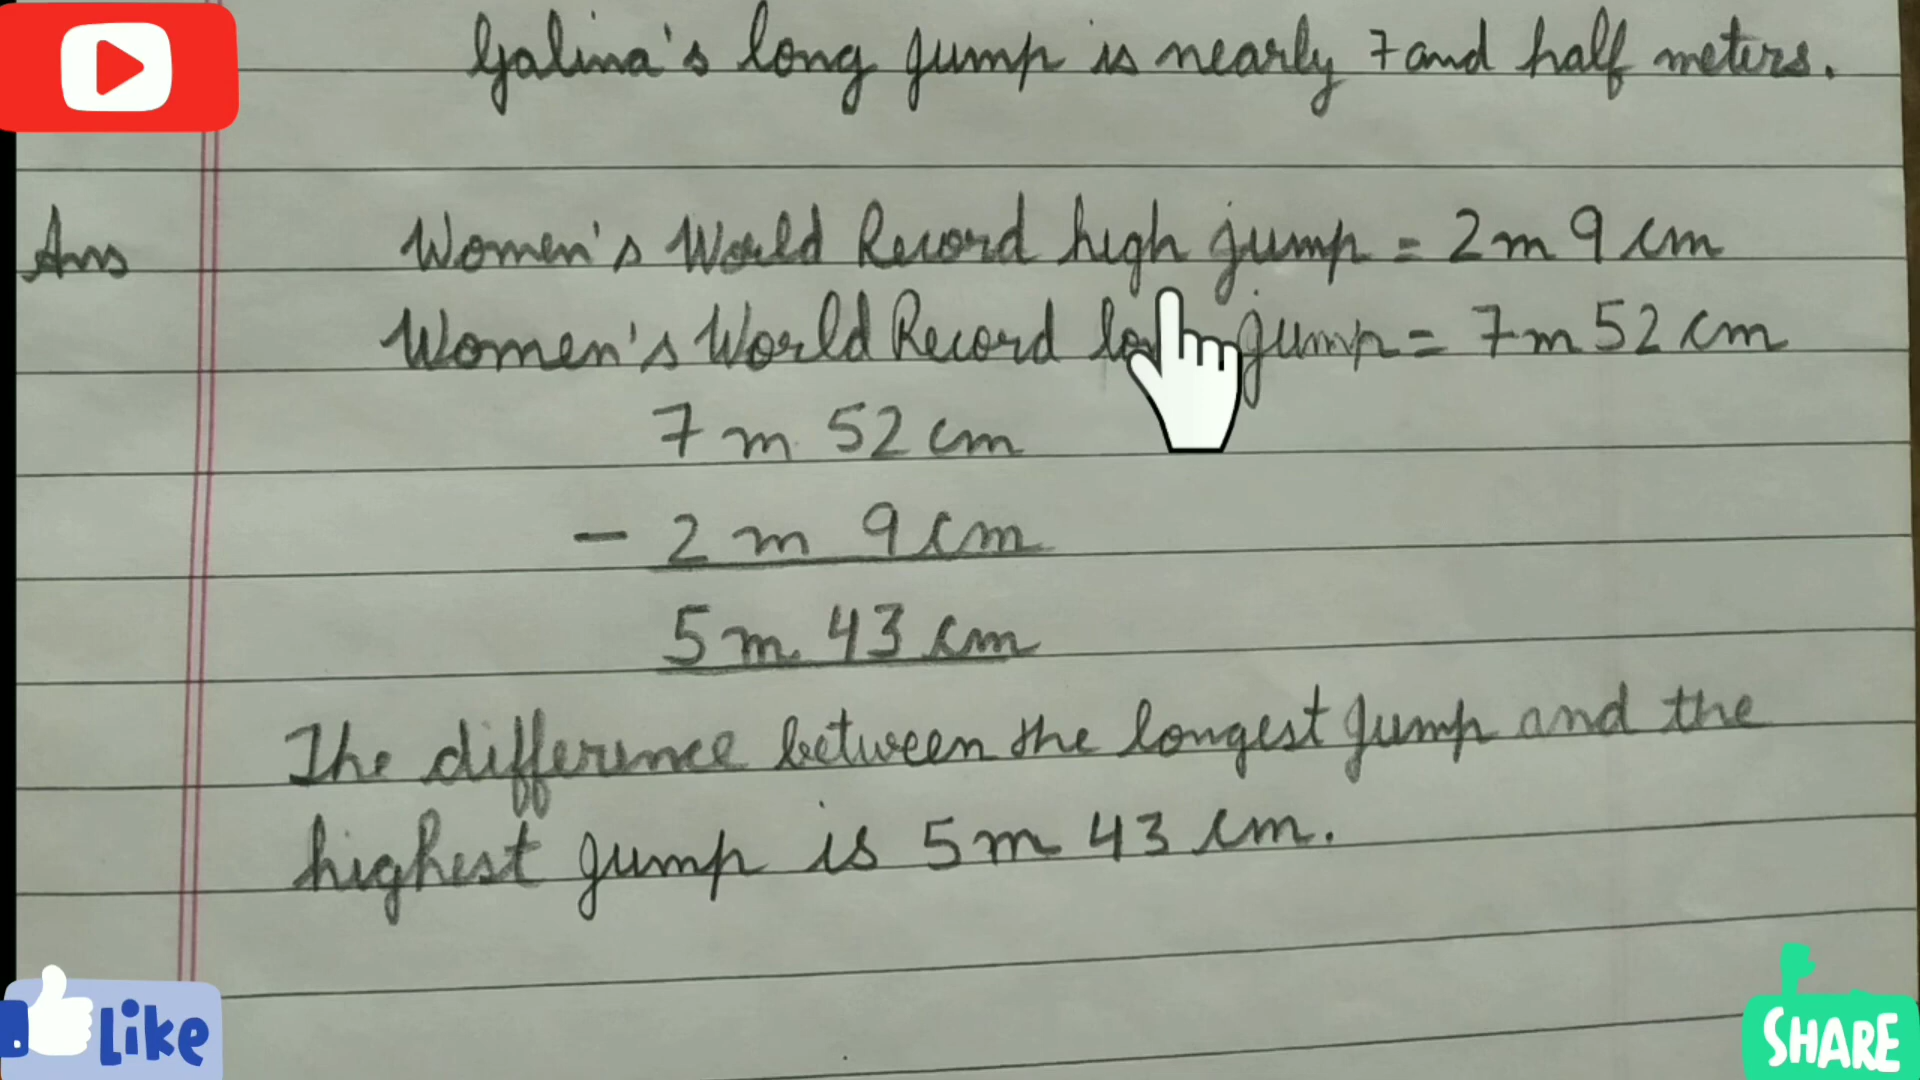 Galina's long jump is nearly 7 and half meters.
Ans Women's World Record high jump = 2 m 9 cm
Women's World Record jump = 7 m 52 cm
7 m 52 cm
- 2 m 9 cm
5 m 43 cm
The difference between the longest jump and the
highest jump is 5 m 43 cm.
Like
SHARE